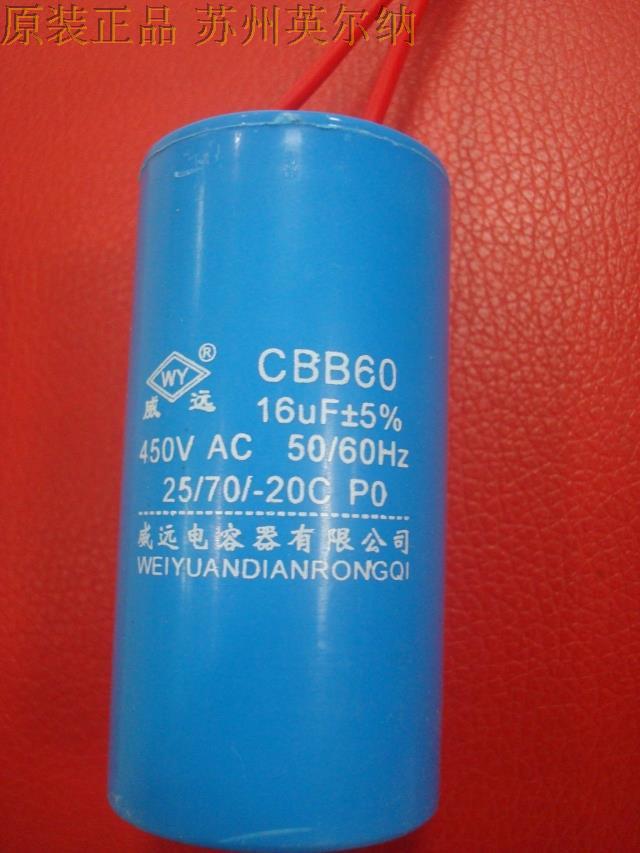 原装正品 苏州英尔纳
WY ®
威 远
CBB60
16uF±5%
450V AC 50/60Hz
25/70/-20C P0
威远电容器有限公司
WEIYUANDIANRONGQI